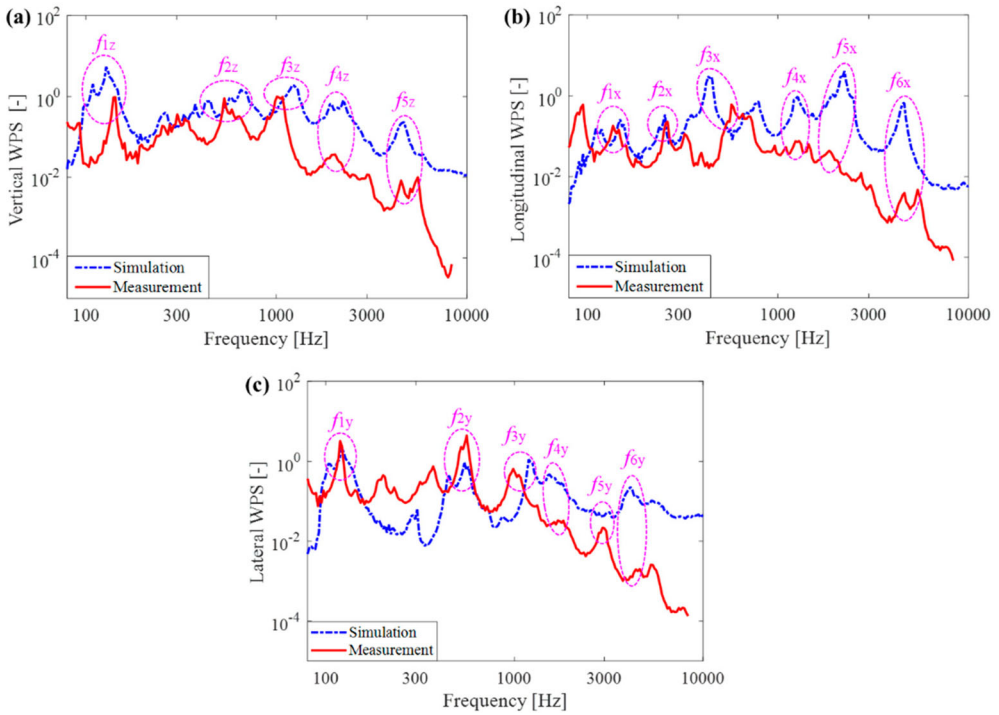 (a)
10²
10⁰
10⁻²
10⁻⁴
Vertical WPS [-]
f1z
f2z
f3z
f4z
f5z
Simulation
Measurement
100 300 1000 3000 10000
Frequency [Hz]
(b)
10²
10⁰
10⁻²
10⁻⁴
Longitudinal WPS [-]
f1x
f2x
f3x
f4x
f5x
f6x
Simulation
Measurement
100 300 1000 3000 10000
Frequency [Hz]
(c)
10²
10⁰
10⁻²
10⁻⁴
Lateral WPS [-]
f1y
f2y
f3y
f4y
f5y
f6y
Simulation
Measurement
100 300 1000 3000 10000
Frequency [Hz]